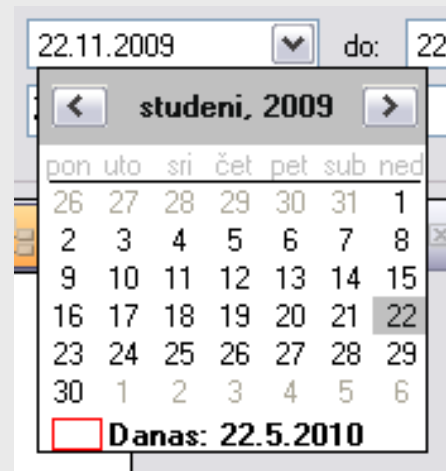 22.11.2009 do: 22
studeni, 2009
pon uto sri čet pet sub ned
26 27 28 29 30 31 1
2 3 4 5 6 7 8
9 10 11 12 13 14 15
16 17 18 19 20 21 22
23 24 25 26 27 28 29
30 1 2 3 4 5 6
Danas: 22.5.2010